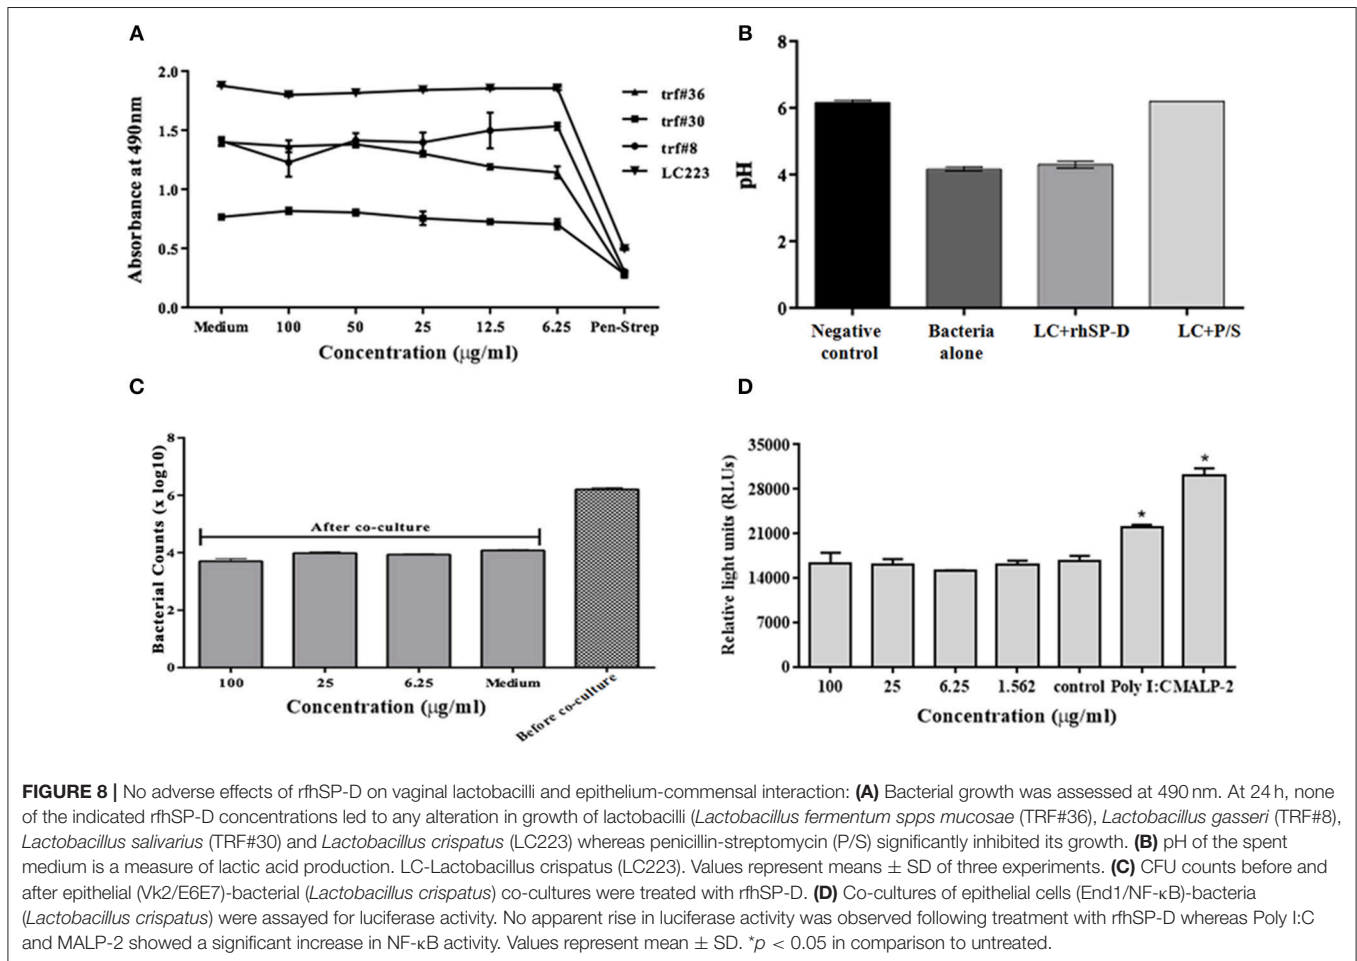 A
2.0
1.5
1.0
0.5
0.0
Absorbance at 490nm
trf#36
trf#30
trf#8
LC223
Medium 100 50 25 12.5 6.25 Pen-Strep
Concentration (µg/ml)
B
8
6
4
2
0
pH
Negative control
Bacteria alone
LC+rhSP-D
LC+P/S
C
8
6
4
2
0
Bacterial Counts (x log10)
After co-culture
100 25 6.25 Medium
Before co-culture
Concentration (µg/ml)
D
35000
28000
21000
14000
7000
0
Relative light units (RLUs)
*
*
100 25 6.25 1.562 control Poly I:C MALP-2
Concentration (µg/ml)
FIGURE 8 | No adverse effects of rfhSP-D on vaginal lactobacilli and epithelium-commensal interaction: (A) Bacterial growth was assessed at 490 nm. At 24 h, none
of the indicated rfhSP-D concentrations led to any alteration in growth of lactobacilli (Lactobacillus fermentum spps mucosae (TRF#36), Lactobacillus gasseri (TRF#8),
Lactobacillus salivarius (TRF#30) and Lactobacillus crispatus (LC223) whereas penicillin-streptomycin (P/S) significantly inhibited its growth. (B) pH of the spent
medium is a measure of lactic acid production. LC-Lactobacillus crispatus (LC223). Values represent means ± SD of three experiments. (C) CFU counts before and
after epithelial (Vk2/E6E7)-bacterial (Lactobacillus crispatus) co-cultures were treated with rfhSP-D. (D) Co-cultures of epithelial cells (End1/NF-κB)-bacteria
(Lactobacillus crispatus) were assayed for luciferase activity. No apparent rise in luciferase activity was observed following treatment with rfhSP-D whereas Poly I:C
and MALP-2 showed a significant increase in NF-κB activity. Values represent mean ± SD. *p < 0.05 in comparison to untreated.